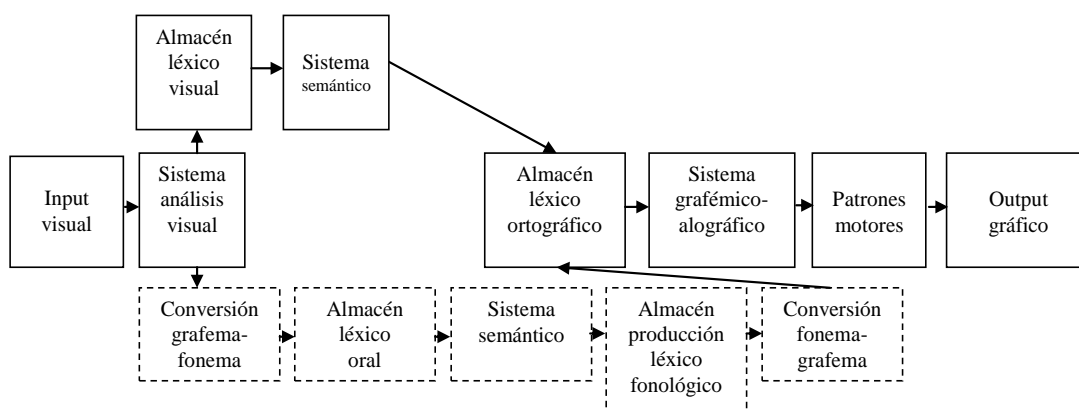 Almacén
léxico
visual
Sistema
semántico
Input
visual
Sistema
análisis
visual
Almacén
léxico
ortográfico
Sistema
grafémico-
alográfico
Patrones
motores
Output
gráfico
Conversión
grafema-
fonema
Almacén
léxico
oral
Sistema
semántico
Almacén
producción
léxico
fonológico
Conversión
fonema-
grafema